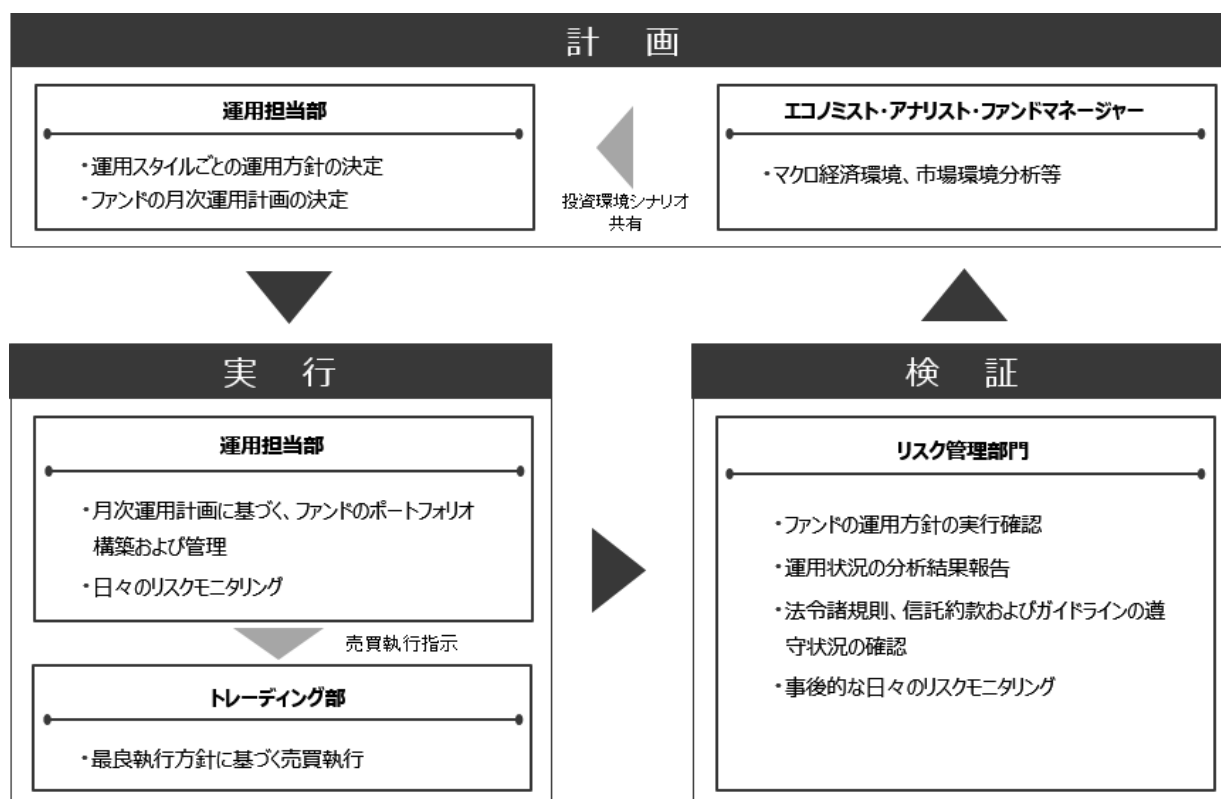 計 画
運用担当部
・運用スタイルごとの運用方針の決定
・ファンドの月次運用計画の決定
投資環境シナリオ
共有
エコノミスト・アナリスト・ファンドマネージャー
・マクロ経済環境、市場環境分析等
実 行
運用担当部
・月次運用計画に基づく、ファンドのポートフォリオ
構築および管理
・日々のリスクモニタリング
売買執行指示
トレーディング部
・最良執行方針に基づく売買執行
検 証
リスク管理部門
・ファンドの運用方針の実行確認
・運用状況の分析結果報告
・法令諸規則、信託約款およびガイドラインの遵
守状況の確認
・事後的な日々のリスクモニタリング